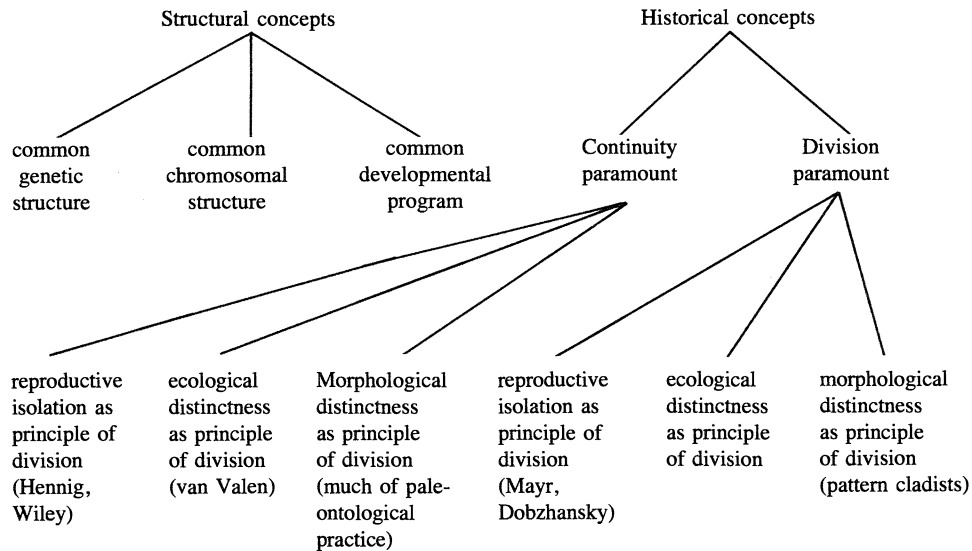 Structural concepts
Historical concepts
common
genetic
structure
common
chromosomal
structure
common
developmental
program
Continuity
paramount
Division
paramount
reproductive
isolation as
principle of
division
(Hennig,
Wiley)
ecological
distinctness
as principle
of division
(van Valen)
Morphological
distinctness
as principle
of division
(much of pale-
ontological
practice)
reproductive
isolation as
principle of
division
(Mayr,
Dobzhansky)
ecological
distinctness
as principle
of division
morphological
distinctness
as principle
of division
(pattern cladists)